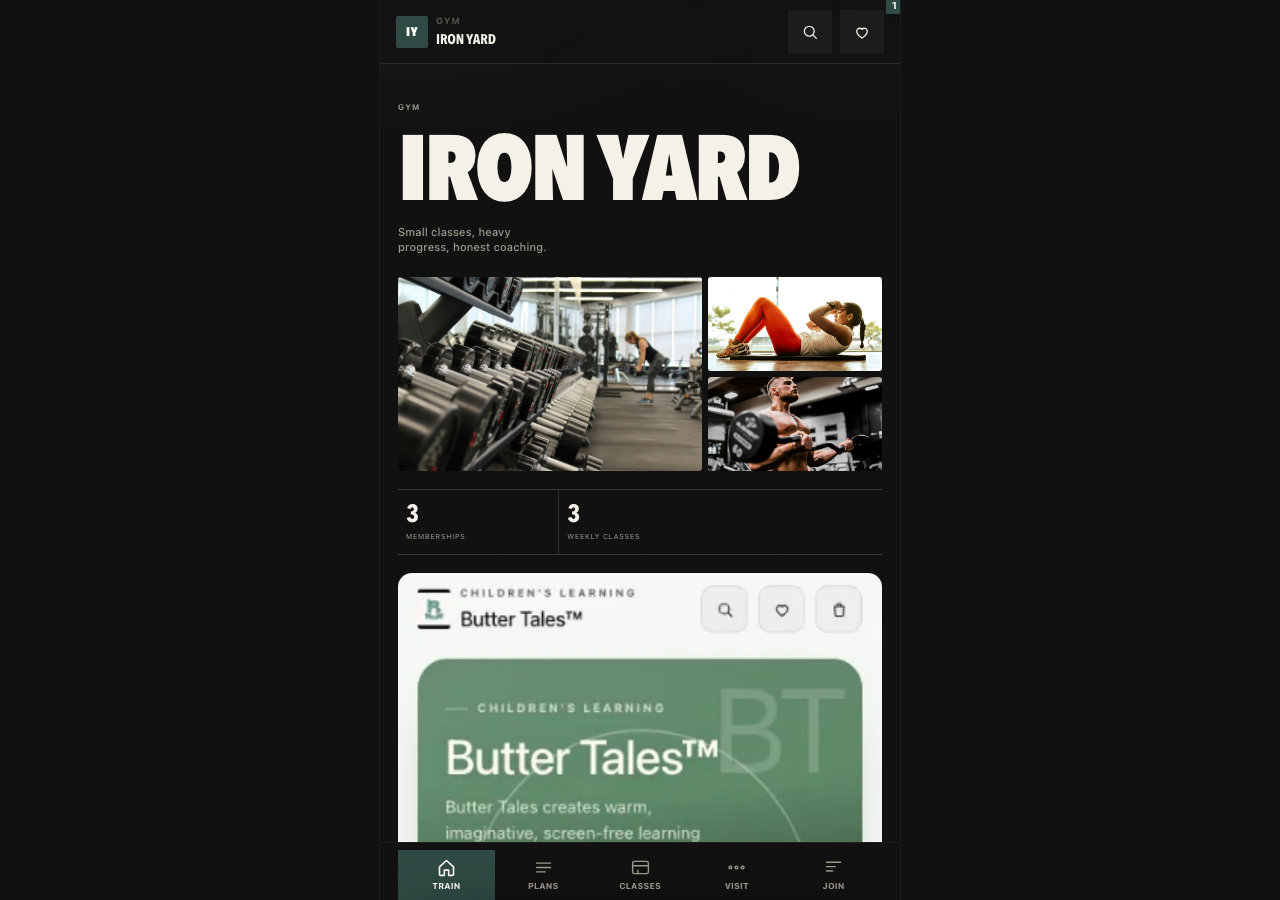 1
IY
GYM
IRON YARD
GYM
IRON YARD
Small classes, heavy
progress, honest coaching.
3
MEMBERSHIPS
3
WEEKLY CLASSES
CHILDREN'S LEARNING
Butter Tales™
BT
CHILDREN'S LEARNING
Butter Tales™
Butter Tales creates warm,
imaginative, screen-free learning
TRAIN
PLANS
CLASSES
VISIT
JOIN